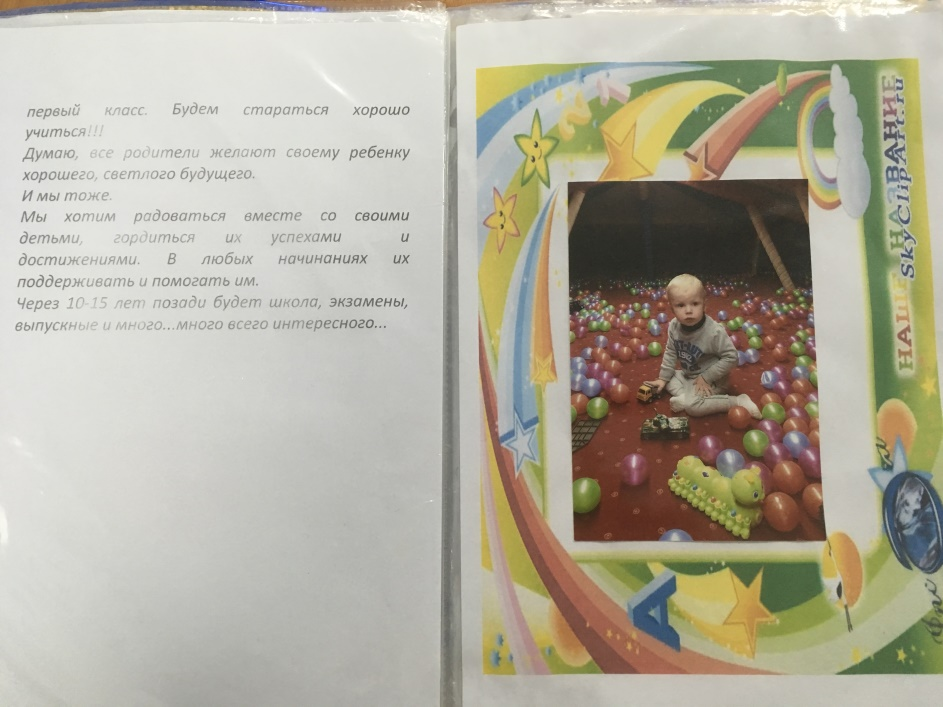 первый класс. Будем стараться хорошо
учиться!!!
Думаю, все родители желают своему ребенку
хорошего, светлого будущего.
И мы тоже.
Мы хотим радоваться вместе со своими
детьми, гордиться их успехами и
достижениями. В любых начинаниях их
поддерживать и помогать им.
Через 10-15 лет позади будет школа, экзамены,
выпускные и много...много всего интересного...
НАШЕ НАЗВАНИЕ
SkyClipArt.ru
А